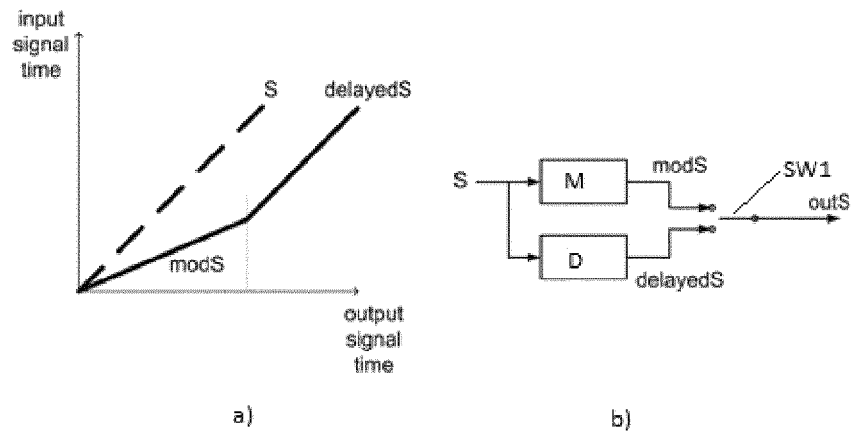 input
signal
time
S
delayedS
modS
output
signal
time
a)
S
M
modS
D
delayedS
SW1
outS
b)